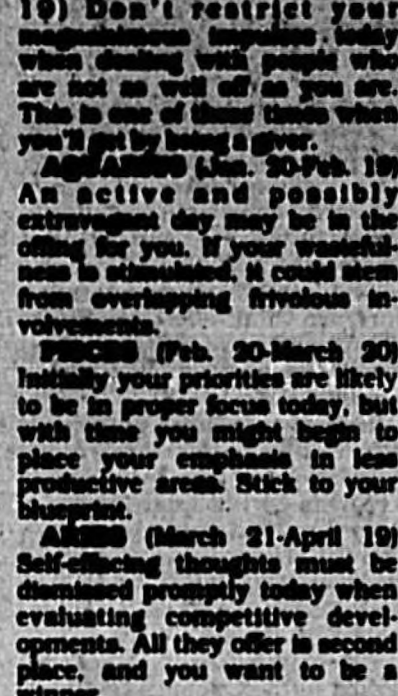 19) Don't restrict your
magnanimous impulses today
when dealing with people who
are not as well off as you are.
This is one of those times when
you'll get by being a giver.
AQUARIUS (Jan. 20-Feb. 19)
An active and possibly
extravagant day may be in the
offing for you. If your wasteful-
ness is stimulated, it could stem
from overlapping frivolous in-
volvements.
PISCES (Feb. 20-March 20)
Initially your priorities are likely
to be in proper focus today, but
with time you might begin to
place your emphasis in less
productive areas. Stick to your
blueprint.
ARIES (March 21-April 19)
Self-effacing thoughts must be
dismissed promptly today when
evaluating competitive devel-
opments. All they offer is second
place, and you want to be a
winner.